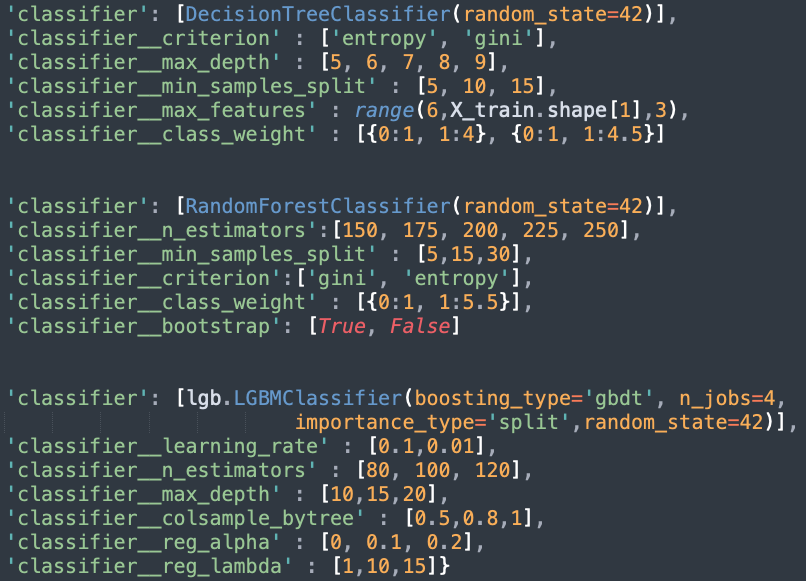 'classifier': [DecisionTreeClassifier(random_state=42)],
'classifier__criterion' : ['entropy', 'gini'],
'classifier__max_depth' : [5, 6, 7, 8, 9],
'classifier__min_samples_split' : [5, 10, 15],
'classifier__max_features' : range(6,X_train.shape[1],3),
'classifier__class_weight' : [{0:1, 1:4}, {0:1, 1:4.5}]
'classifier': [RandomForestClassifier(random_state=42)],
'classifier__n_estimators':[150, 175, 200, 225, 250],
'classifier__min_samples_split' : [5,15,30],
'classifier__criterion':['gini', 'entropy'],
'classifier__class_weight' : [{0:1, 1:5.5}],
'classifier__bootstrap': [True, False]
'classifier': [lgb.LGBMClassifier(boosting_type='gbdt', n_jobs=4,
importance_type='split',random_state=42)],
'classifier__learning_rate' : [0.1,0.01],
'classifier__n_estimators' : [80, 100, 120],
'classifier__max_depth' : [10,15,20],
'classifier__colsample_bytree' : [0.5,0.8,1],
'classifier__reg_alpha' : [0, 0.1, 0.2],
'classifier__reg_lambda' : [1,10,15]}